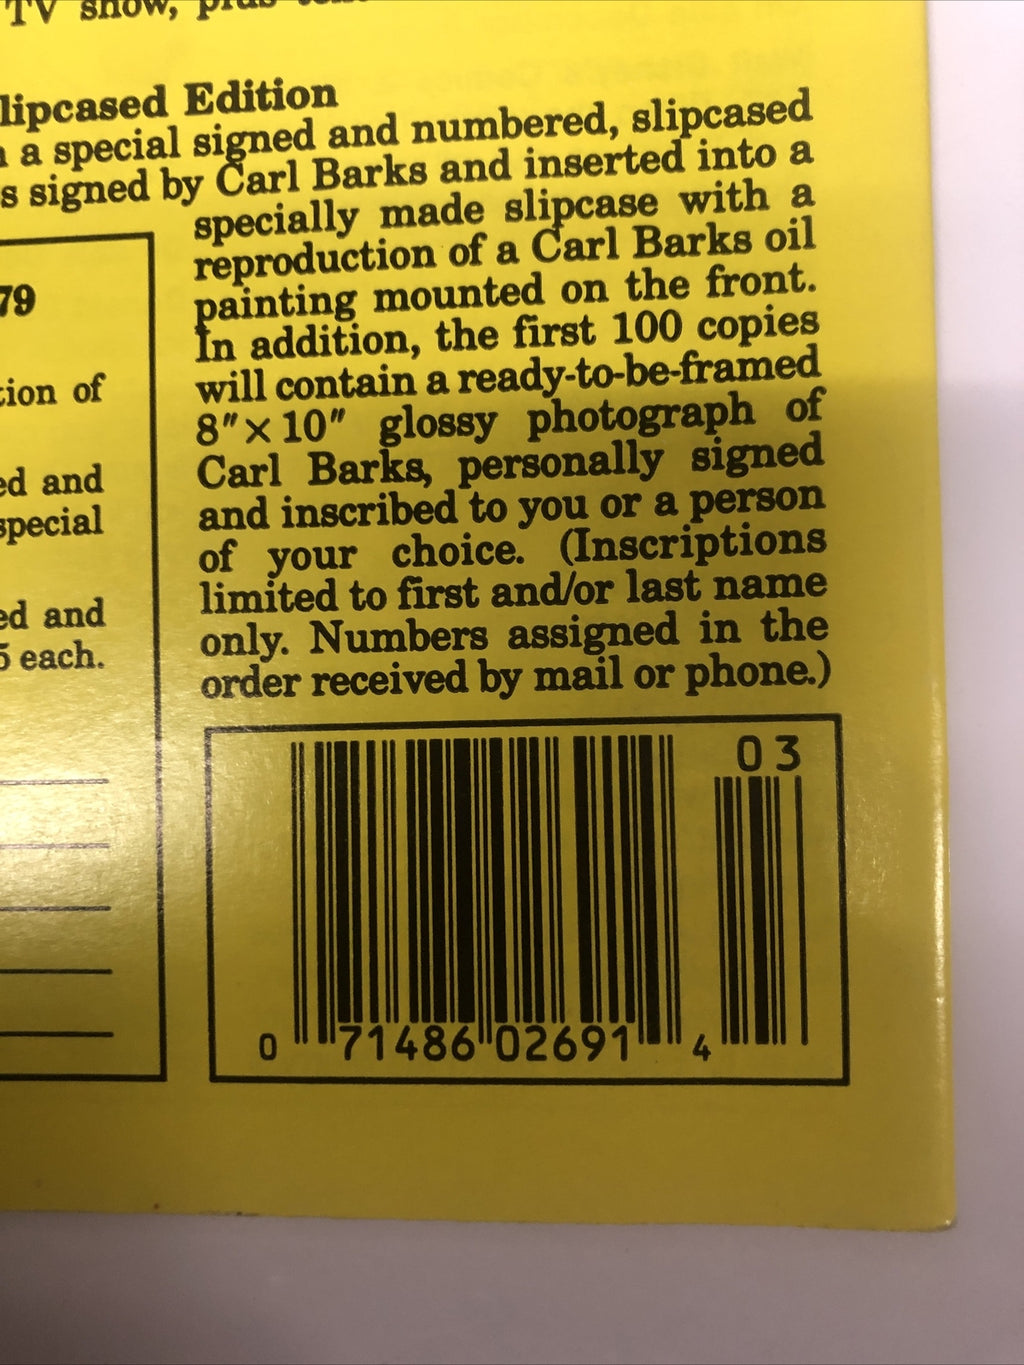 TV show, plus
lipcased Edition
a special signed and numbered, slipcased
s signed by Carl Barks and inserted into a
specially made slipcase with a
reproduction of a Carl Barks oil
painting mounted on the front.
In addition, the first 100 copies
will contain a ready-to-be-framed
8"×10" glossy photograph of
Carl Barks, personally signed
and inscribed to you or a person
of your choice. (Inscriptions
limited to first and/or last name
only. Numbers assigned in the
order received by mail or phone.)
79
tion of
ed and
special
ed and
5 each.
03
0 71486 02691 4